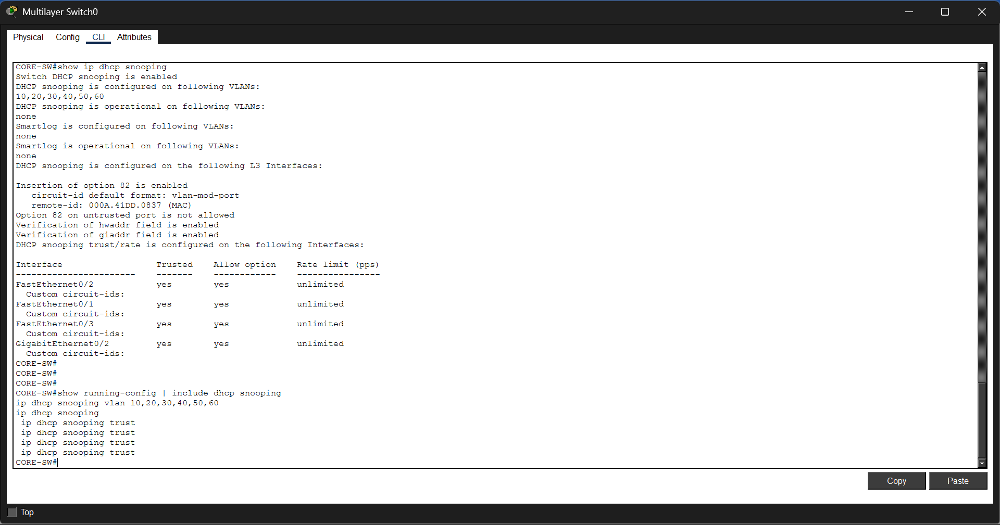 Multilayer Switch0
Physical Config CLI Attributes
CORE-SW#show ip dhcp snooping
Switch DHCP snooping is enabled
DHCP snooping is configured on following VLANs:
10,20,30,40,50,60
DHCP snooping is operational on following VLANs:
none
Smartlog is configured on following VLANs:
none
Smartlog is operational on following VLANs:
none
DHCP snooping is configured on the following L3 Interfaces:
Insertion of option 82 is enabled
   circuit-id default format: vlan-mod-port
   remote-id: 000A.41DD.0837 (MAC)
Option 82 on untrusted port is not allowed
Verification of hwaddr field is enabled
Verification of giaddr field is enabled
DHCP snooping trust/rate is configured on the following Interfaces:
Interface                  Trusted    Allow option    Rate limit (pps)
-----------------------    -------    ------------    ----------------
FastEthernet0/2            yes        yes             unlimited
  Custom circuit-ids:
FastEthernet0/1            yes        yes             unlimited
  Custom circuit-ids:
FastEthernet0/3            yes        yes             unlimited
  Custom circuit-ids:
GigabitEthernet0/2         yes        yes             unlimited
  Custom circuit-ids:
CORE-SW#
CORE-SW#
CORE-SW#
CORE-SW#show running-config | include dhcp snooping
ip dhcp snooping vlan 10,20,30,40,50,60
ip dhcp snooping
 ip dhcp snooping trust
 ip dhcp snooping trust
 ip dhcp snooping trust
 ip dhcp snooping trust
CORE-SW#
Copy Paste
Top